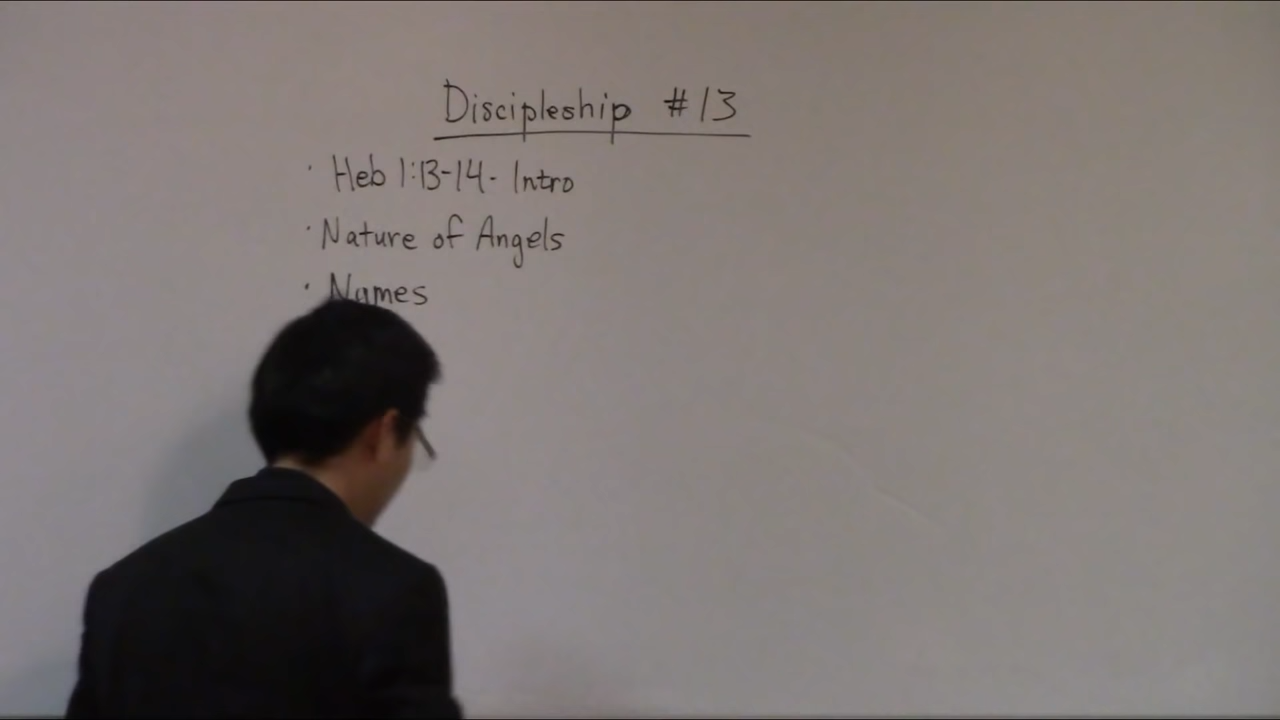 Discipleship #13
· Heb 1:13-14- Intro
· Nature of Angels
· Names